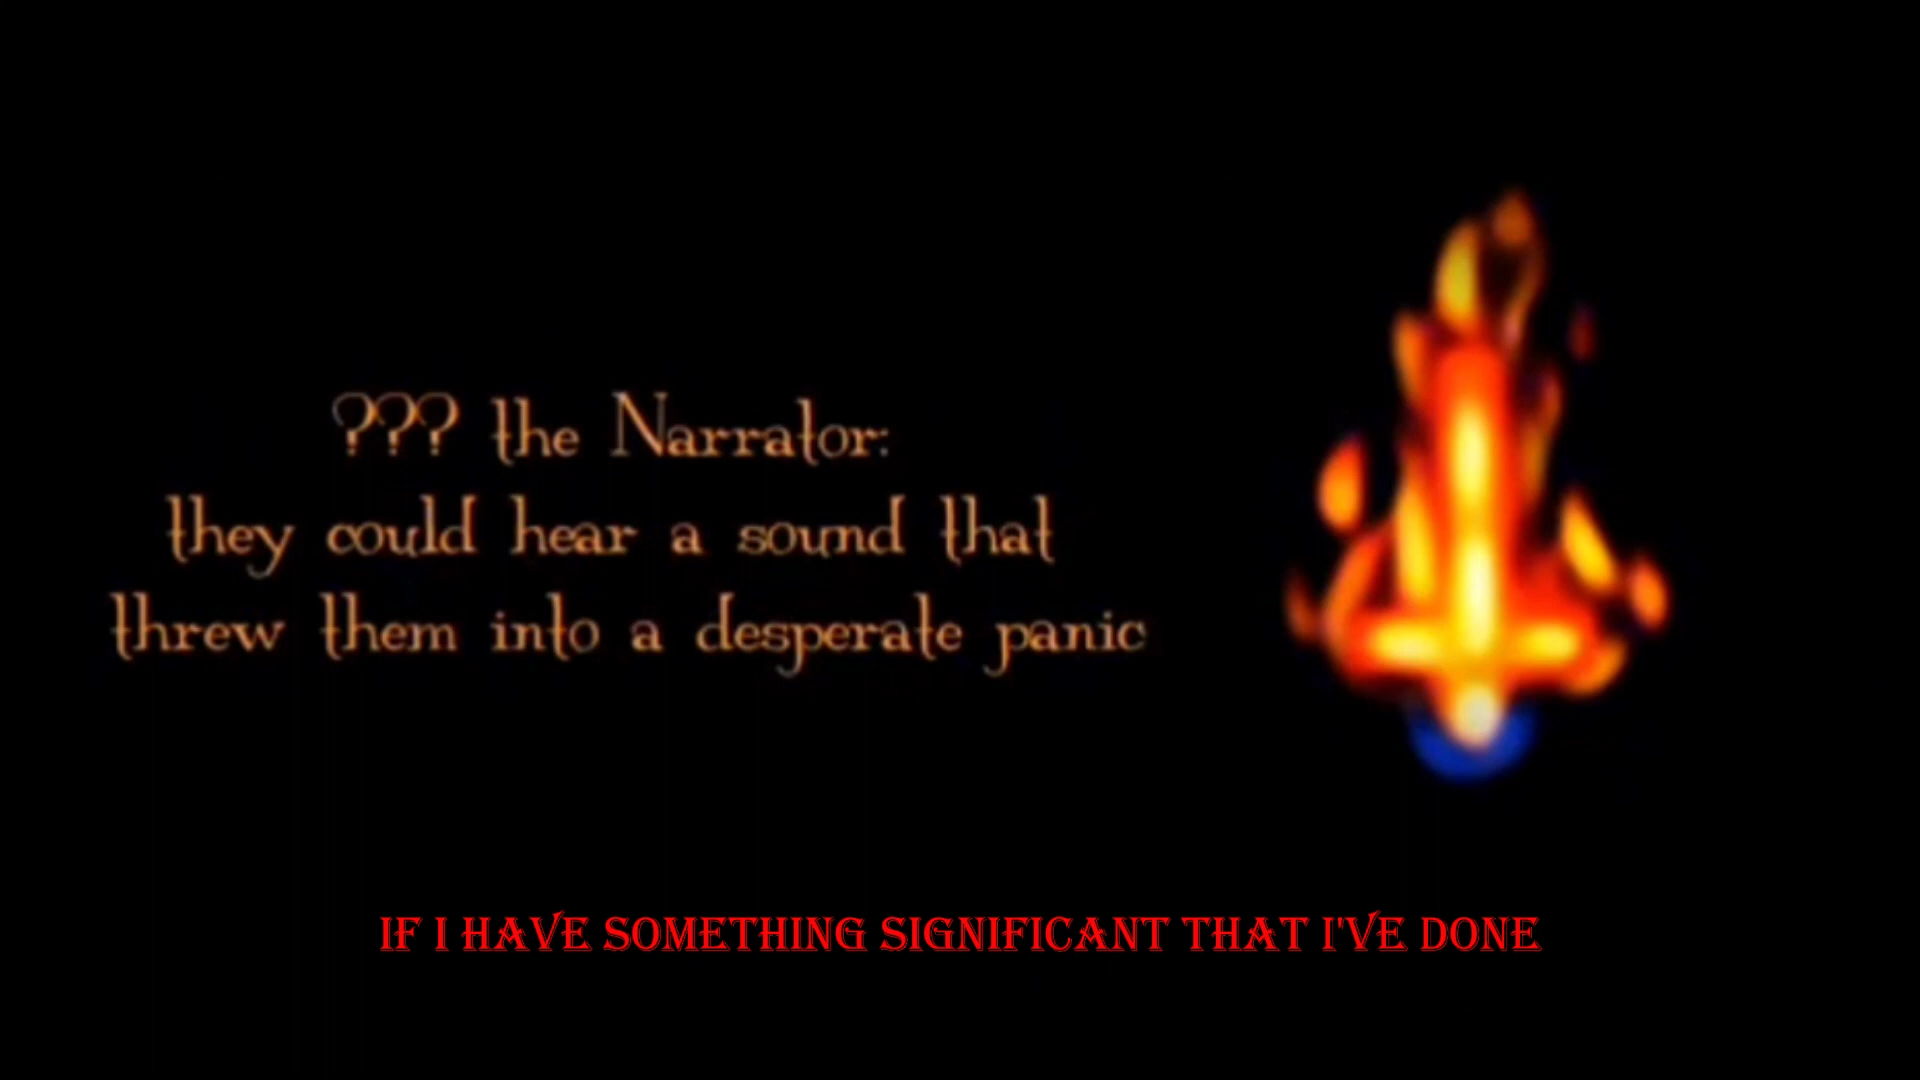 ??? the Narrator:
they could hear a sound that
threw them into a desperate panic
IF I HAVE SOMETHING SIGNIFICANT THAT I'VE DONE